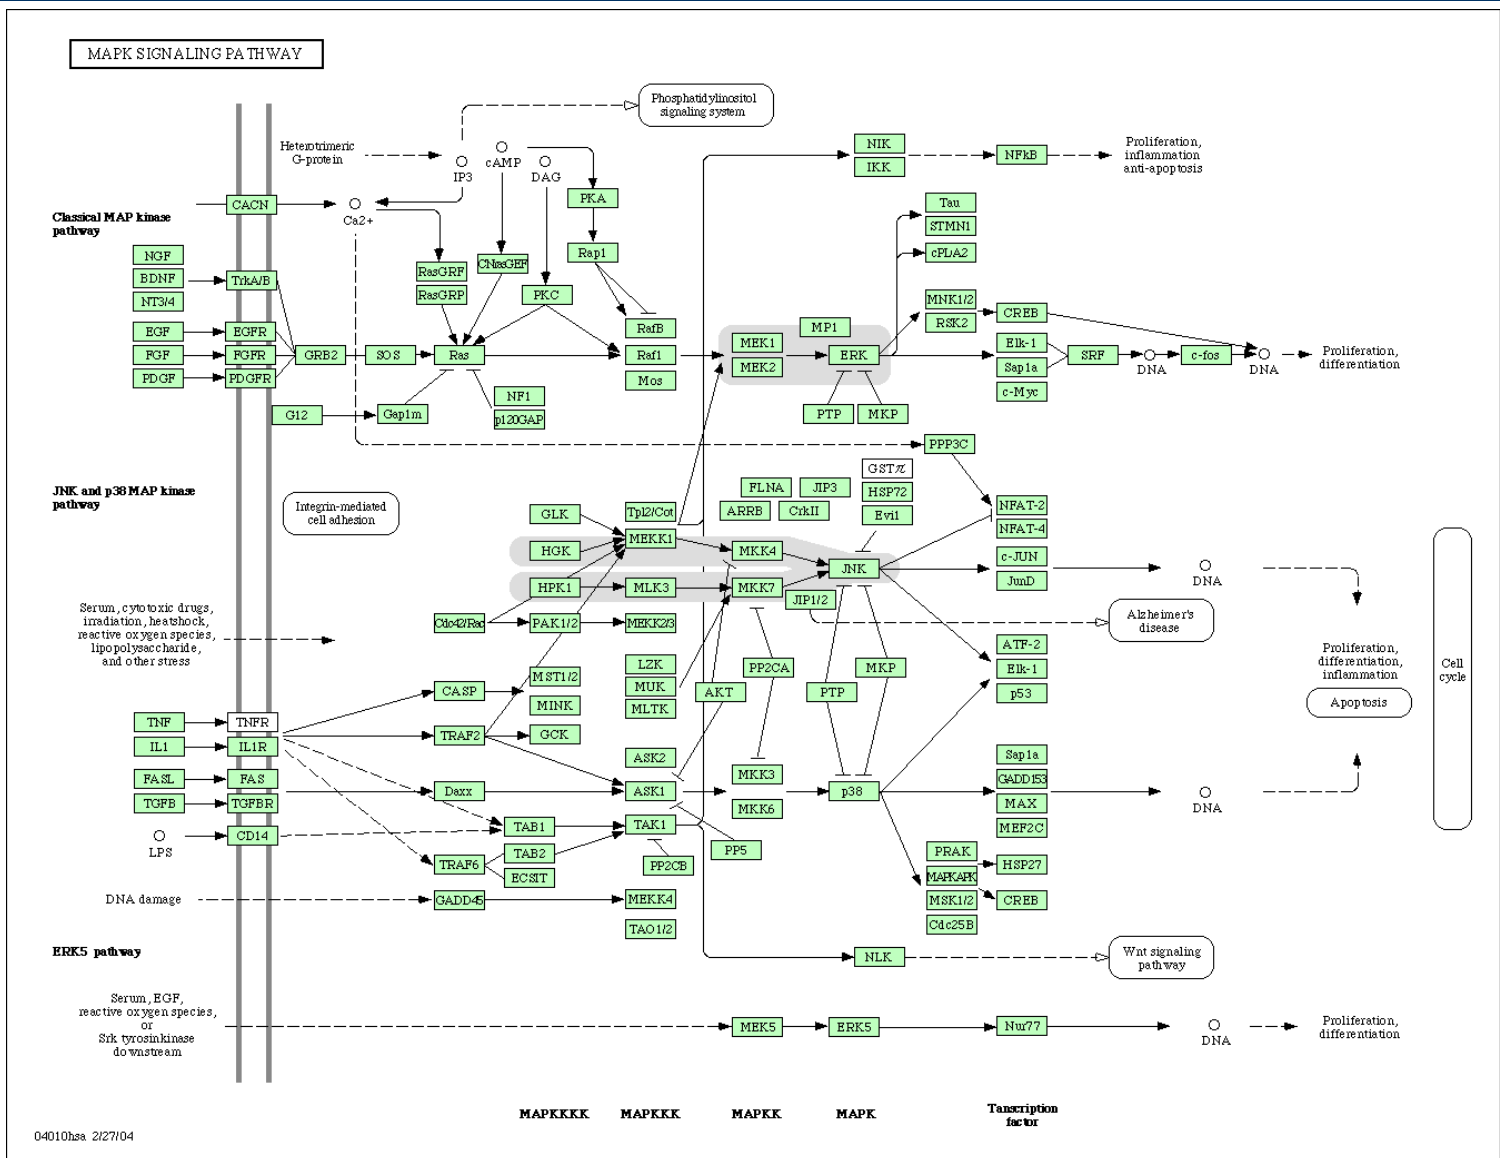 MAPK SIGNALING PATHWAY
Phosphatidylinositol
signaling system
Heterotrimeric
G-protein
IP3
cAMP
DAG
NIK
IKK
NFkB
Proliferation,
inflammation
anti-apoptosis
Classical MAP kinase
pathway
CACN
Ca2+
PKA
Tau
STMN1
NGF
BDNF
NT3/4
TrkA/B
RasGRF
RasGRP
CNrasGEF
PKC
Rap1
cPLA2
MNK1/2
RSK2
CREB
EGF
EGFR
FGF
FGFR
PDGF
PDGFR
GRB2
SOS
Ras
RafB
Raf1
Mos
MEK1
MEK2
MP1
ERK
Elk-1
Sap1a
c-Myc
SRF
DNA
c-fos
DNA
Proliferation,
differentiation
G12
Gap1m
NF1
p120GAP
PTP
MKP
PPP3C
JNK and p38 MAP kinase
pathway
Integrin-mediated
cell adhesion
GLK
HGK
HPK1
Tpl2/Cot
MEKK1
MLK3
FLNA
JIP3
ARRB
CrkII
GSTπ
HSP72
Evi1
MKK4
MKK7
JNK
JIP1/2
NFAT-2
NFAT-4
c-JUN
JunD
DNA
Alzheimer's
disease
Serum, cytotoxic drugs,
irradiation, heatshock,
reactive oxygen species,
lipopolysaccharide,
and other stress
Cdc42/Rac
PAK1/2
MEKK2/3
LZK
MUK
MLTK
PP2CA
AKT
MKP
PTP
ATF-2
Elk-1
p53
Proliferation,
differentiation,
inflammation
Apoptosis
Cell
cycle
CASP
MST1/2
MINK
GCK
TRAF2
TNF
TNFR
IL1
IL1R
FASL
FAS
TGFB
TGFBR
LPS
CD14
Daxx
ASK2
ASK1
TAK1
MKK3
MKK6
p38
Sap1a
GADD153
MAX
MEF2C
DNA
TAB1
TAB2
ECSIT
TRAF6
PP2CB
PP5
PRAK
MAPKAPK
MSK1/2
Cdc25B
HSP27
CREB
DNA damage
GADD45
MEKK4
TAO1/2
ERK5 pathway
NLK
Wnt signaling
pathway
Serum, EGF,
reactive oxygen species,
or
Srk tyrosinkinase
downstream
MEK5
ERK5
Nur77
DNA
Proliferation,
differentiation
MAPKKKK
MAPKKK
MAPKK
MAPK
Tanscription
factor
04010hsa 2/27/04